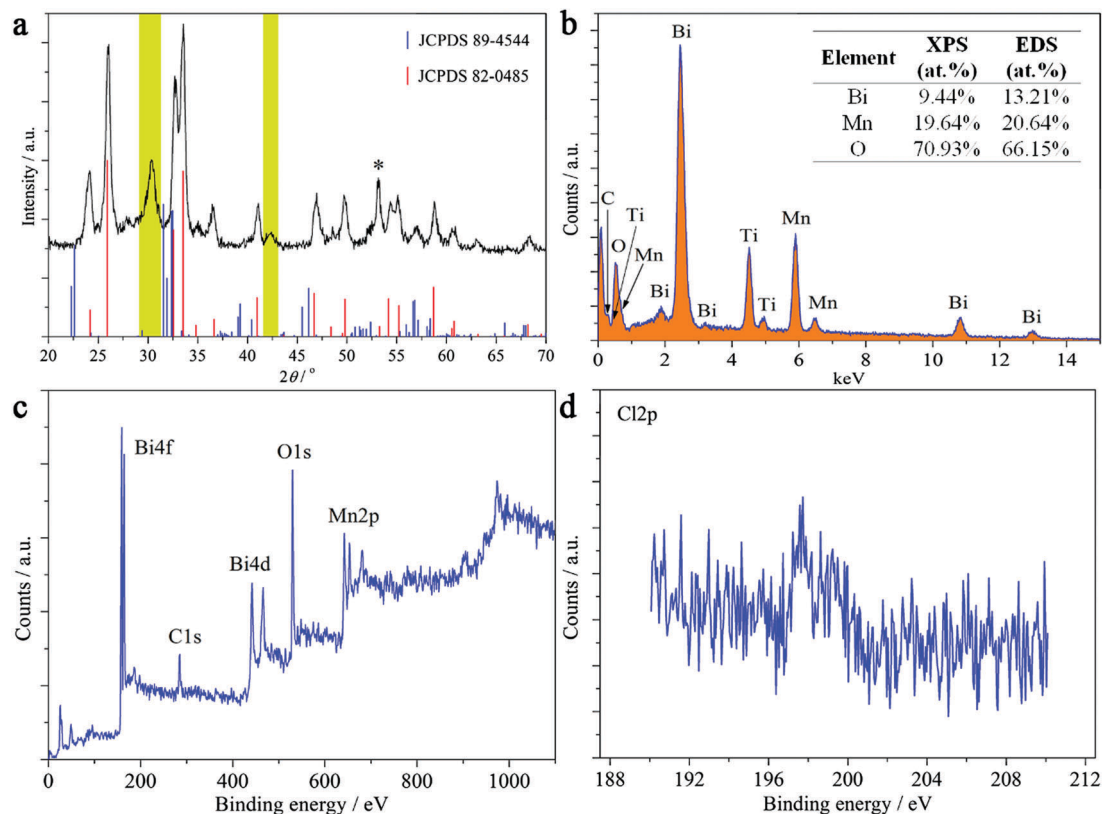 a
JCPDS 89-4544
JCPDS 82-0485
*
Intensity / a.u.
20 25 30 35 40 45 50 55 60 65 70
2θ / °
b
Element XPS (at.%) EDS (at.%)
Bi 9.44% 13.21%
Mn 19.64% 20.64%
O 70.93% 66.15%
Counts / a.u.
C
O
Ti
Mn
Bi
Bi
Bi
Ti
Ti
Mn
Mn
Bi
Bi
0 2 4 6 8 10 12 14
keV
c
Bi4f
C1s
Bi4d
O1s
Mn2p
Counts / a.u.
0 200 400 600 800 1000
Binding energy / eV
d
Cl2p
Counts / a.u.
188 192 196 200 204 208 212
Binding energy / eV